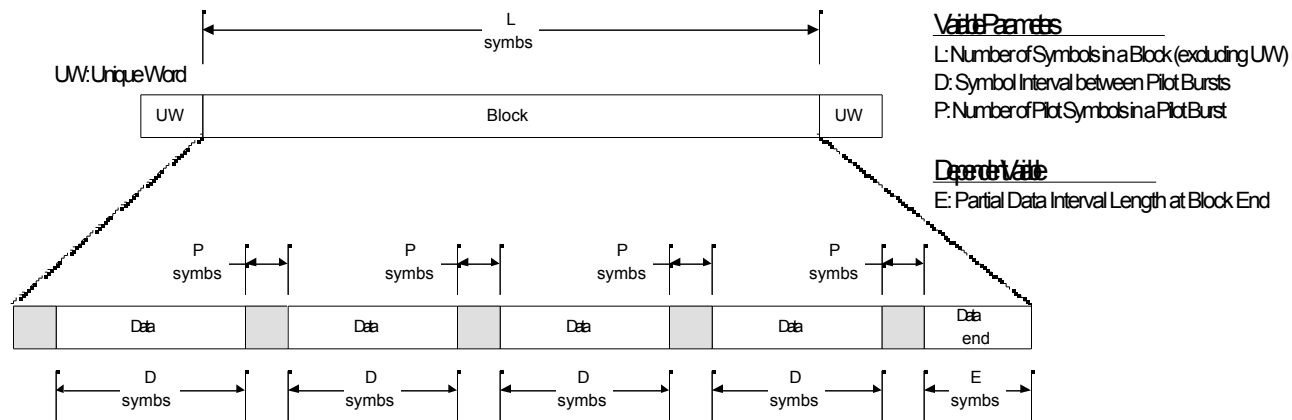 L
symbs
UW: Unique Word
UW
Block
UW
Variable Parameters
L: Number of Symbols in a Block (excluding UW)
D: Symbol Interval between Pilot Bursts
P: Number of Pilot Symbols in a Pilot Burst
Dependent Variable
E: Partial Data Interval Length at Block End
P
symbs
P
symbs
P
symbs
P
symbs
Data
Data
Data
Data
Data
end
D
symbs
D
symbs
D
symbs
D
symbs
E
symbs